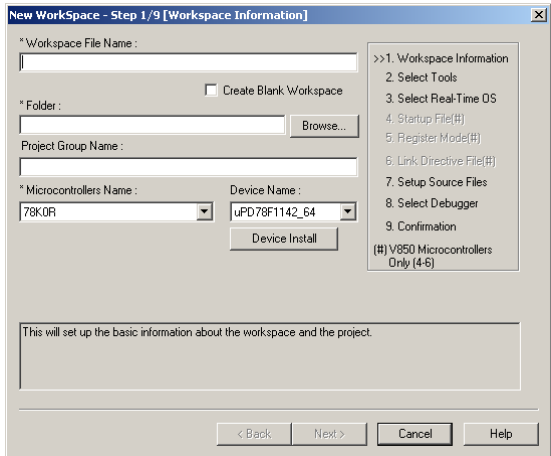 New WorkSpace - Step 1/9 [Workspace Information]
* Workspace File Name :
Create Blank Workspace
* Folder :
Browse...
Project Group Name :
* Microcontrollers Name :
Device Name :
78K0R
uPD78F1142_64
Device Install
>>1. Workspace Information
2. Select Tools
3. Select Real-Time OS
4. Startup File(#)
5. Register Mode(#)
6. Link Directive File(#)
7. Setup Source Files
8. Select Debugger
9. Confirmation
(#) V850 Microcontrollers
Only (4-6)
This will set up the basic information about the workspace and the project.
< Back
Next >
Cancel
Help